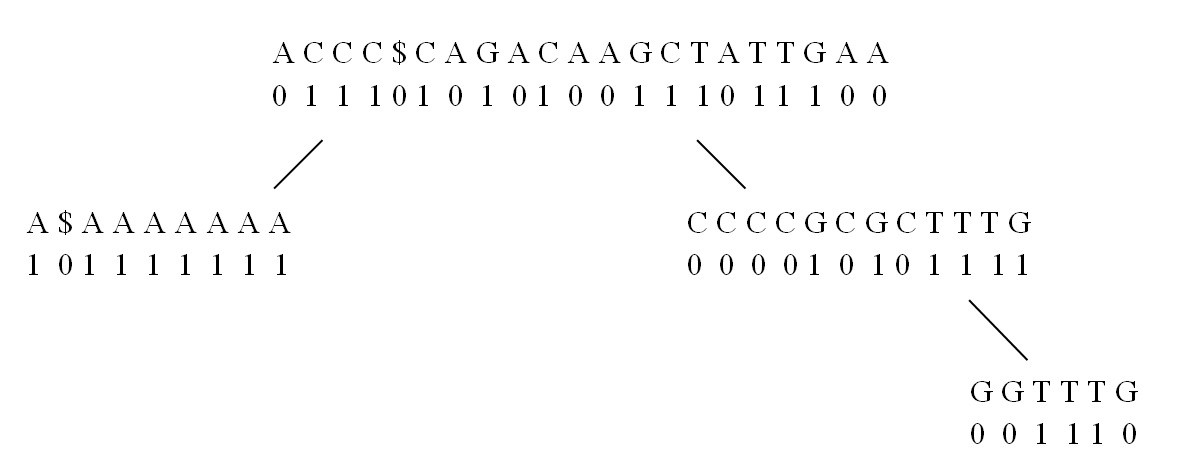 A C C C $ C A G A C A A G C T A T T G A A
0 1 1 1 0 1 0 1 0 1 0 0 1 1 1 0 1 1 1 0 0
A $ A A A A A A A
1 0 1 1 1 1 1 1 1
C C C C G C G C T T T G
0 0 0 0 1 0 1 0 1 1 1 1
G G T T T G
0 0 1 1 1 0